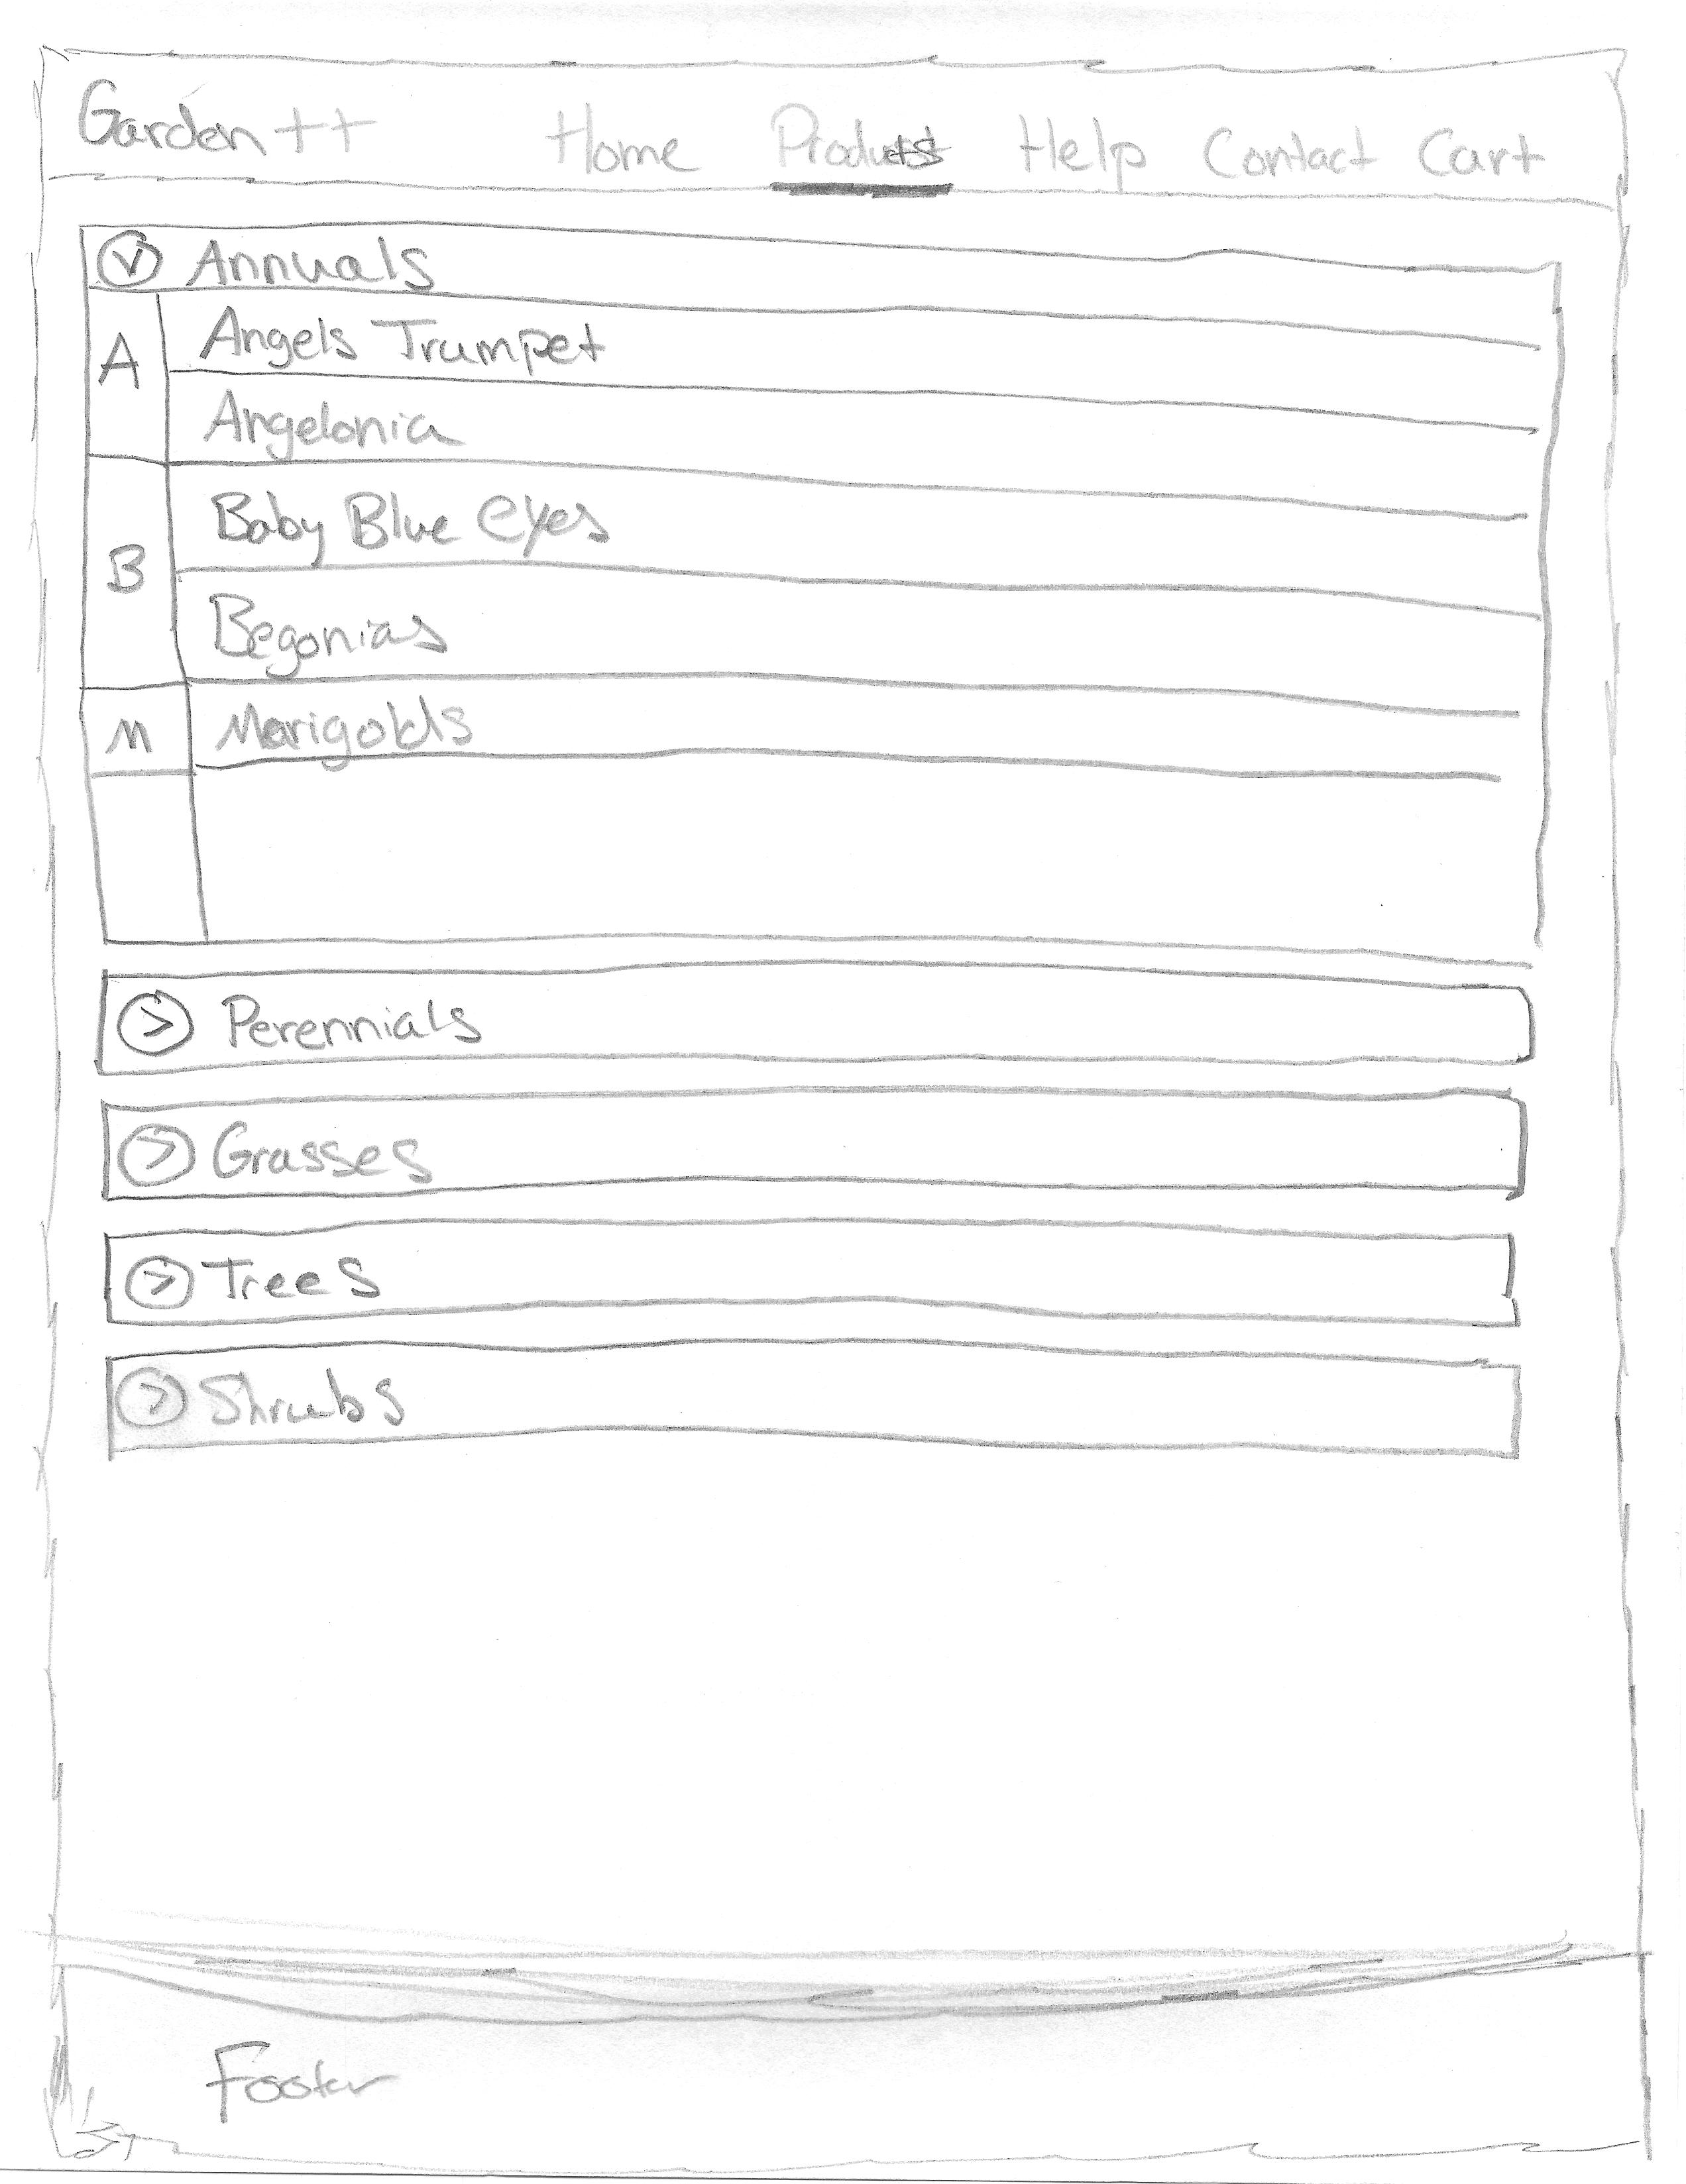 Garden ++ Home Products Help Contact Cart
Annuals
A Angels Trumpet
Angelonia
B Baby Blue eyes
Begonias
M Marigolds
Perennials
Grasses
Trees
Shrubs
Footer